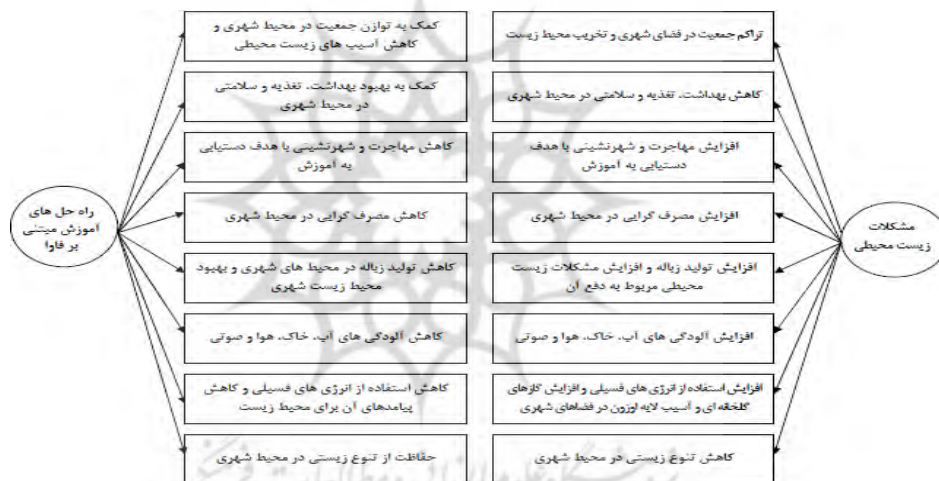 تراکم جمعیت در فضای شهری و تخریب محیط زیست
کمک به توازن جمعیت در محیط شهری و
کاهش آسیب های زیست محیطی
کاهش بهداشت، تغذیه و سلامتی در محیط شهری
کمک به بهبود بهداشت، تغذیه و سلامتی
در محیط شهری
افزایش مهاجرت و شهرنشینی با هدف
دستیابی به آموزش
کاهش مهاجرت و شهرنشینی با هدف دستیابی
به آموزش
مشکلات
زیست محیطی
افزایش مصرف گرایی در محیط شهری
کاهش مصرف گرایی در محیط شهری
راه حل های
آموزش مبتنی
بر فاوا
افزایش تولید زباله و افزایش مشکلات زیست
محیطی مربوط به دفع آن
کاهش تولید زباله در محیط های شهری و بهبود
محیط زیست شهری
افزایش آلودگی های آب، خاک، هوا و صوتی
کاهش آلودگی های آب، خاک، هوا و صوتی
افزایش استفاده از انرژی های فسیلی و افزایش گازهای
گلخانه ای و آسیب لایه اوزون در فضاهای شهری
کاهش استفاده از انرژی های فسیلی و کاهش
پیامدهای آن برای محیط زیست
کاهش تنوع زیستی در محیط شهری
حفاظت از تنوع زیستی در محیط شهری